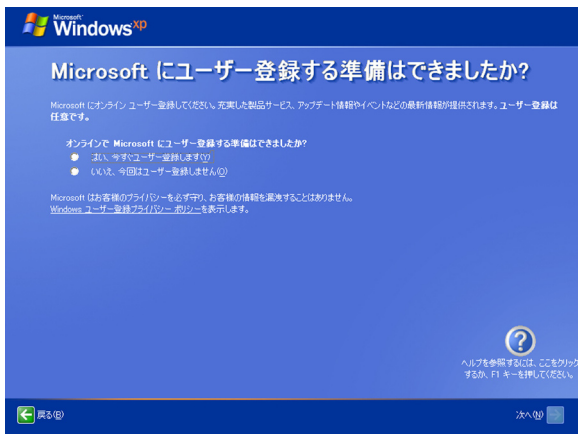 Microsoft
Windows xp
Microsoft にユーザー登録する準備はできましたか?
Microsoft にオンライン ユーザー登録してください。充実した製品サービス、アップデート情報やイベントなどの最新情報が提供されます。ユーザー登録は
任意です。
オンラインで Microsoft にユーザー登録する準備はできましたか?
はい、今すぐユーザー登録します(Y)
いいえ、今回はユーザー登録しません(O)
Microsoft はお客様のプライバシーを必ず守り、お客様の情報を漏洩することはありません。
Windows ユーザー登録プライバシー ポリシーを表示します。
?
ヘルプを参照するには、ここをクリック
するか、F1 キーを押してください。
戻る(B)
次へ(N)